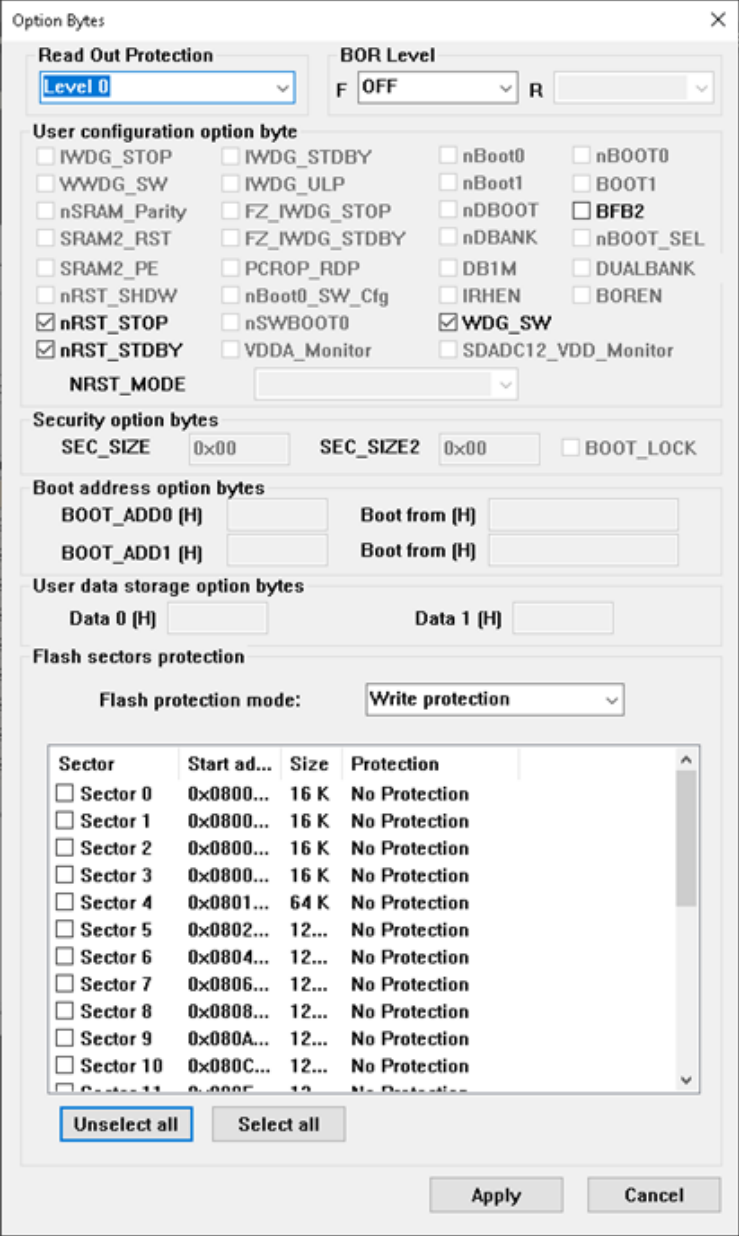 Option Bytes
Read Out Protection BOR Level
Level 0 F OFF R
User configuration option byte
IWDG_STOP IWDG_STDBY nBoot0 nBOOT0
WWDG_SW IWDG_ULP nBoot1 BOOT1
nSRAM_Parity FZ_IWDG_STOP nDBOOT BFB2
SRAM2_RST FZ_IWDG_STDBY nDBANK nBOOT_SEL
SRAM2_PE PCROP_RDP DB1M DUALBANK
nRST_SHDW nBoot0_SW_Cfg IRHEN BOREN
nRST_STOP nSWBOOT0 WDG_SW
nRST_STDBY VDDA_Monitor SDADC12_VDD_Monitor
NRST_MODE
Security option bytes
SEC_SIZE 0x00 SEC_SIZE2 0x00 BOOT_LOCK
Boot address option bytes
BOOT_ADD0 (H) Boot from (H)
BOOT_ADD1 (H) Boot from (H)
User data storage option bytes
Data 0 (H) Data 1 (H)
Flash sectors protection
Flash protection mode: Write protection
Sector Start ad... Size Protection
Sector 0 0x0800... 16 K No Protection
Sector 1 0x0800... 16 K No Protection
Sector 2 0x0800... 16 K No Protection
Sector 3 0x0800... 16 K No Protection
Sector 4 0x0801... 64 K No Protection
Sector 5 0x0802... 12... No Protection
Sector 6 0x0804... 12... No Protection
Sector 7 0x0806... 12... No Protection
Sector 8 0x0808... 12... No Protection
Sector 9 0x080A... 12... No Protection
Sector 10 0x080C... 12... No Protection
Unselect all Select all
Apply Cancel